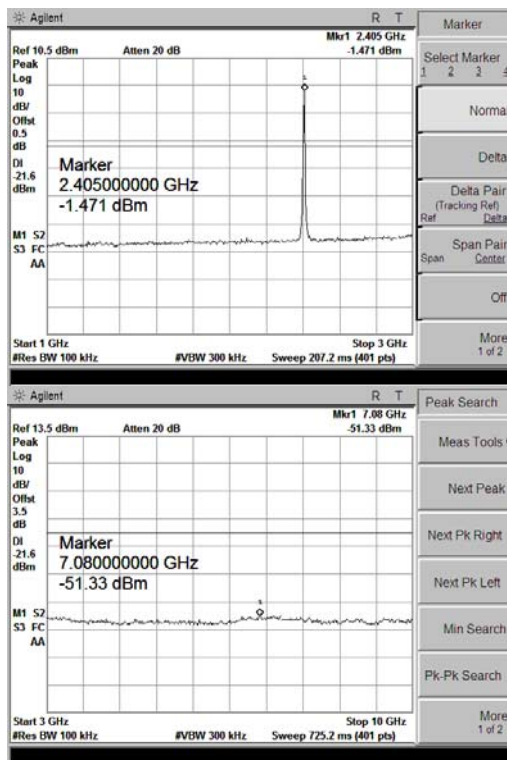 Agilent R T
Mkr1 2.405 GHz
Ref 10.5 dBm Atten 20 dB -1.471 dBm
Peak
Log
10
dB/
Offst
0.5
dB
DI
-21.6
dBm
Marker
2.405000000 GHz
-1.471 dBm
M1 S2
S3 FC
AA
1
Start 1 GHz Stop 3 GHz
#Res BW 100 kHz #VBW 300 kHz Sweep 207.2 ms (401 pts)
Marker
Select Marker
1 2 3 4
Norma
Delta
Delta Pair
(Tracking Ref)
Ref Delta
Span Pair
Span Center
Off
More
1 of 2
Agilent R T
Mkr1 7.08 GHz
Ref 13.5 dBm Atten 20 dB -51.33 dBm
Peak
Log
10
dB/
Offst
3.5
dB
DI
-21.6
dBm
Marker
7.080000000 GHz
-51.33 dBm
1
M1 S2
S3 FC
AA
Start 3 GHz Stop 10 GHz
#Res BW 100 kHz #VBW 300 kHz Sweep 725.2 ms (401 pts)
Peak Search
Meas Tools
Next Peak
Next Pk Right
Next Pk Left
Min Search
Pk-Pk Search
More
1 of 2